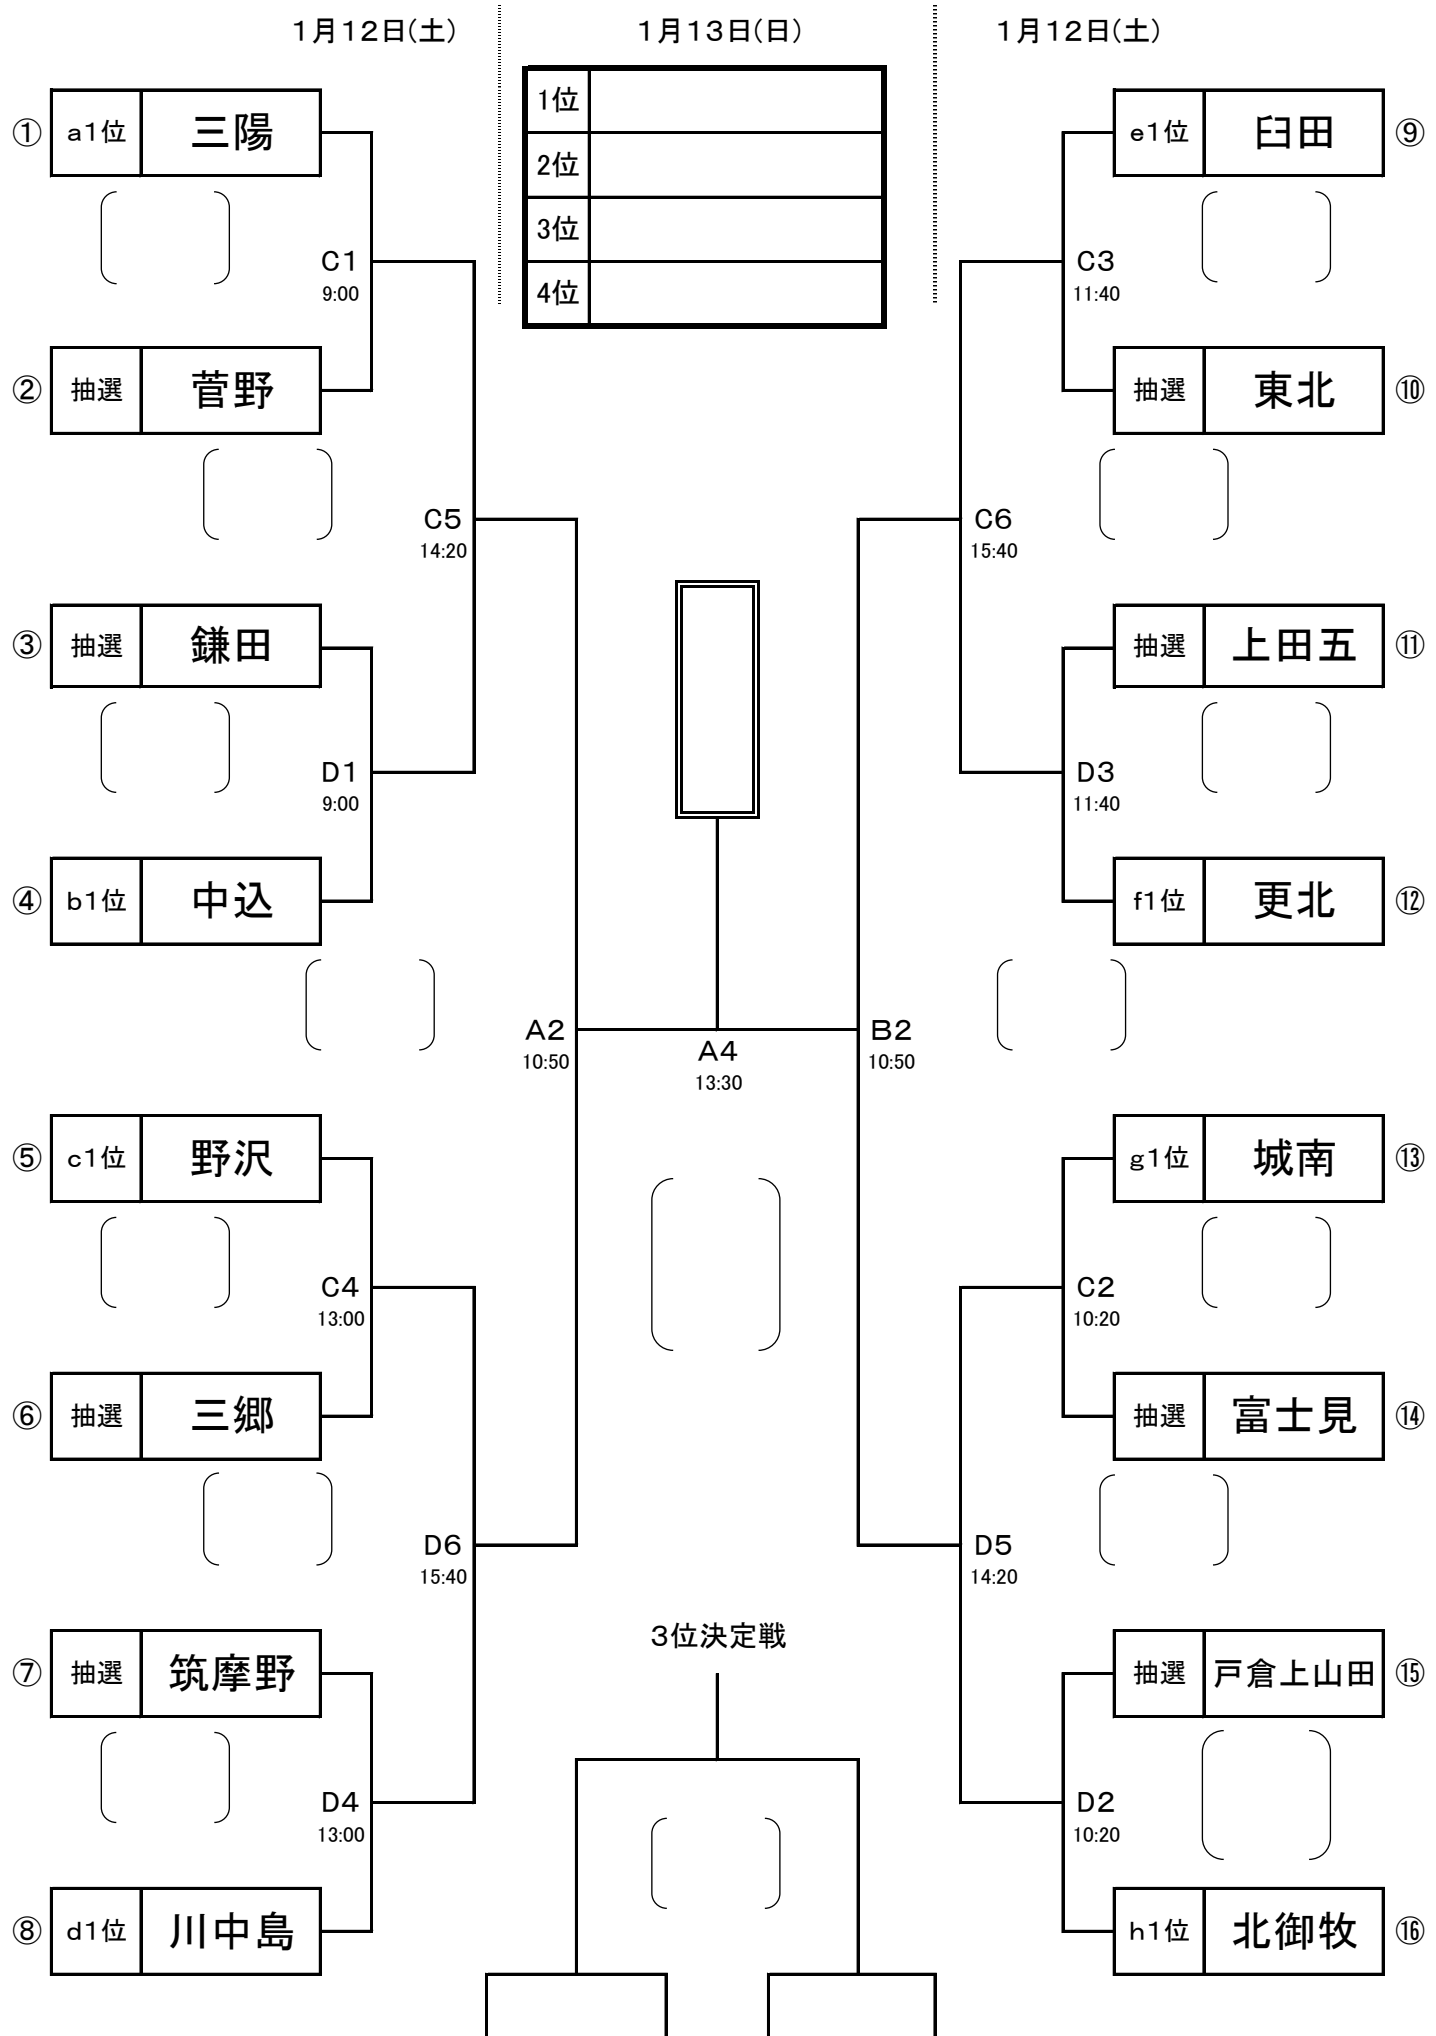 1月12日(土)
1月13日(日)
1月12日(土)
1位
2位
3位
4位
① a1位 三陽
C1
9:00
② 抽選 菅野
C5
14:20
③ 抽選 鎌田
D1
9:00
④ b1位 中込
A2
10:50
⑤ c1位 野沢
C4
13:00
⑥ 抽選 三郷
D6
15:40
⑦ 抽選 筑摩野
D4
13:00
⑧ d1位 川中島
A4
13:30
3位決定戦
e1位 臼田 ⑨
C3
11:40
抽選 東北 ⑩
C6
15:40
抽選 上田五 ⑪
D3
11:40
f1位 更北 ⑫
B2
10:50
g1位 城南 ⑬
C2
10:20
抽選 富士見 ⑭
D5
14:20
抽選 戸倉上山田 ⑮
D2
10:20
h1位 北御牧 ⑯